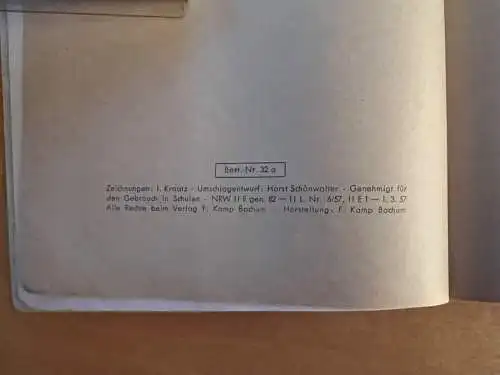 Best.-Nr. 32 a
Zeichnungen: I. Krautz - Umschlagentwurf: Horst Schönwalter - Genehmigt für
den Gebrauch in Schulen - NRW II E gen. 82 — 11 L. Nr. 6/57, II E 1 — 1. 3. 57
Alle Rechte beim Verlag F. Kamp Bochum - Herstellung: F. Kamp Bochum